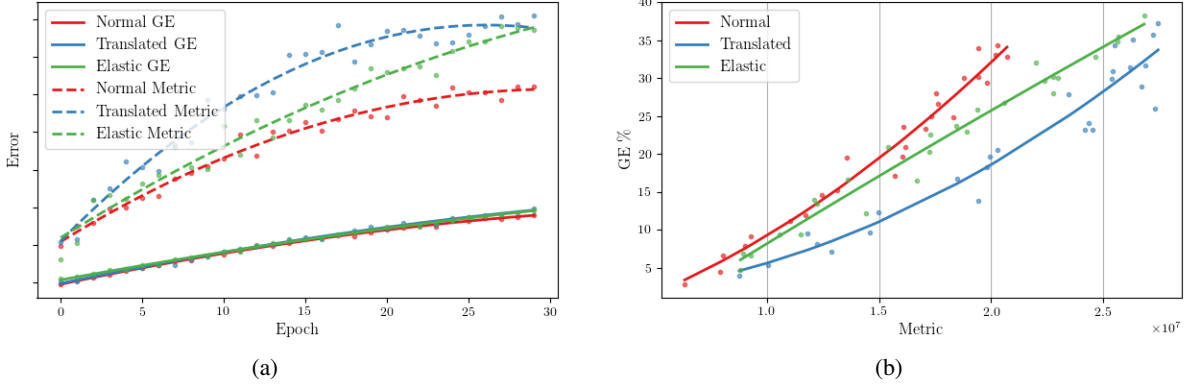 Normal GE
Translated GE
Elastic GE
Normal Metric
Translated Metric
Elastic Metric
Error
0
5
10
15
20
25
30
Epoch
(a)
Normal
Translated
Elastic
GE %
40
35
30
25
20
15
10
5
1.0
1.5
2.0
2.5
×10⁷
Metric
(b)